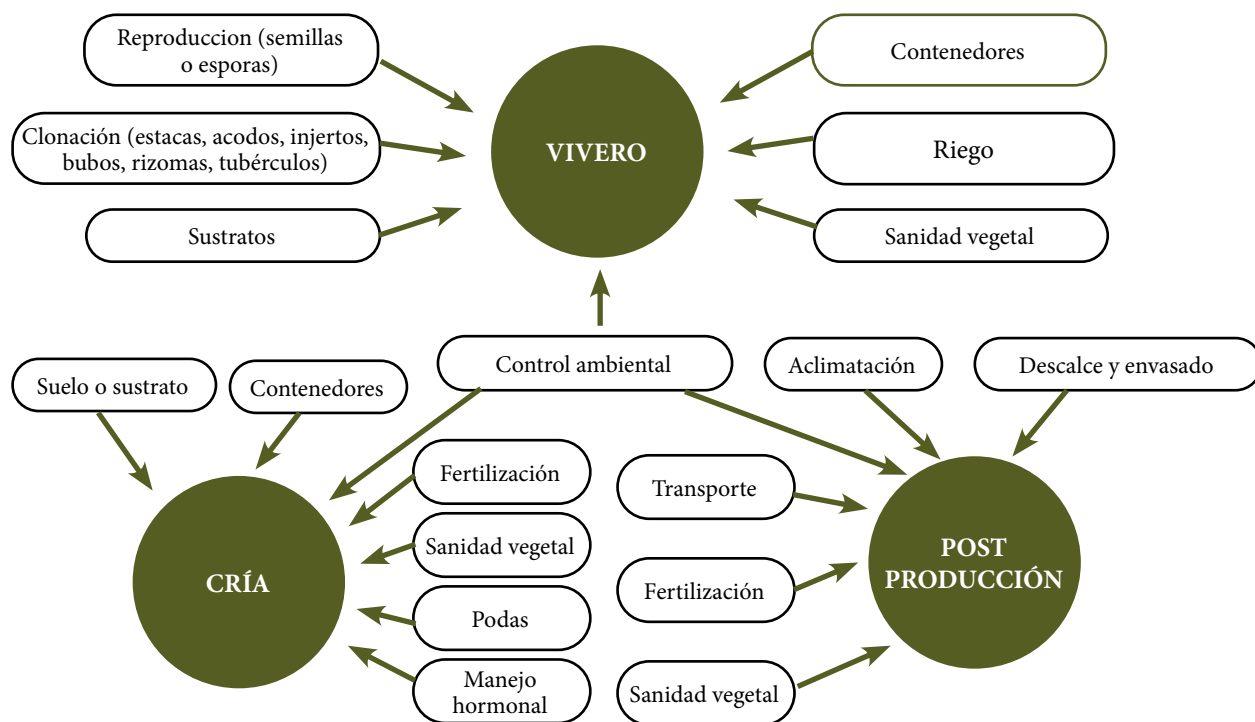 Reproduccion (semillas
o esporas)
Contenedores
Clonación (estacas, acodos, injertos,
bubos, rizomas, tubérculos)
VIVERO
Riego
Sustratos
Sanidad vegetal
Control ambiental
Aclimatación
Descalce y envasado
Suelo o sustrato
Contenedores
Fertilización
Transporte
Sanidad vegetal
CRÍA
POST
PRODUCCIÓN
Fertilización
Podas
Manejo
hormonal
Sanidad vegetal